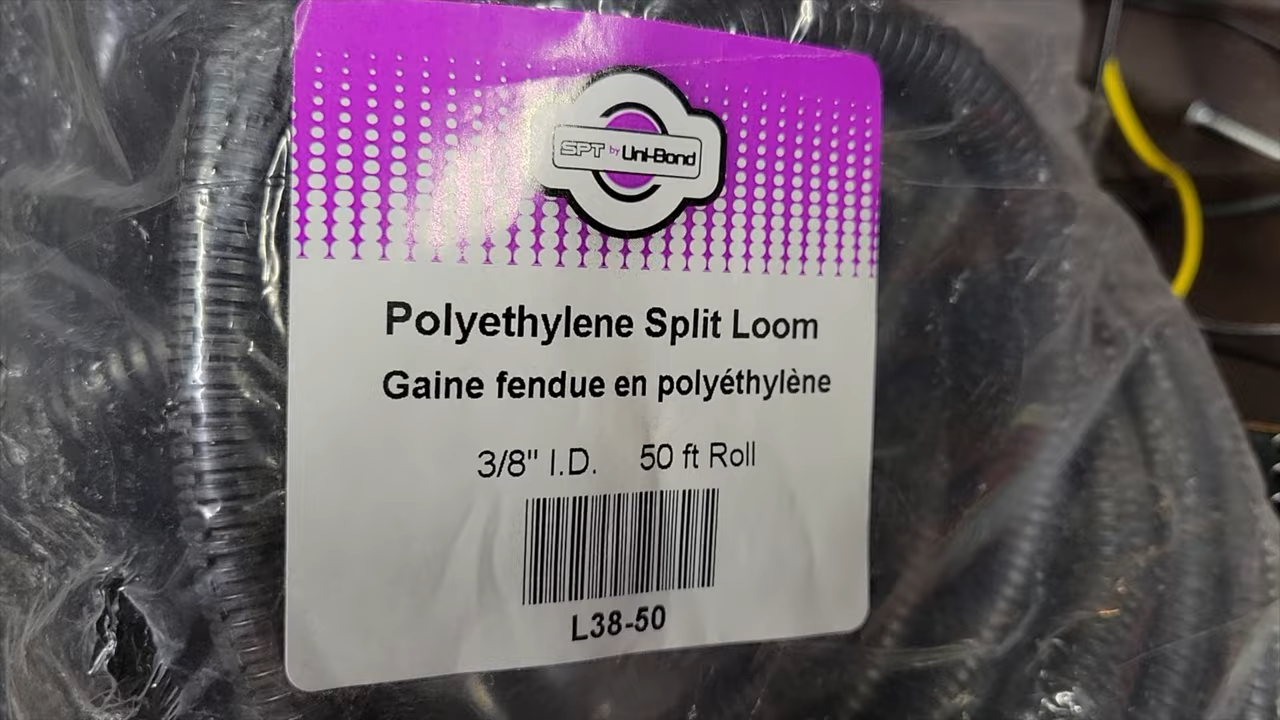 SPT by Uni-Bond
Polyethylene Split Loom
Gaine fendue en polyéthylène
3/8" I.D. 50 ft Roll
L38-50